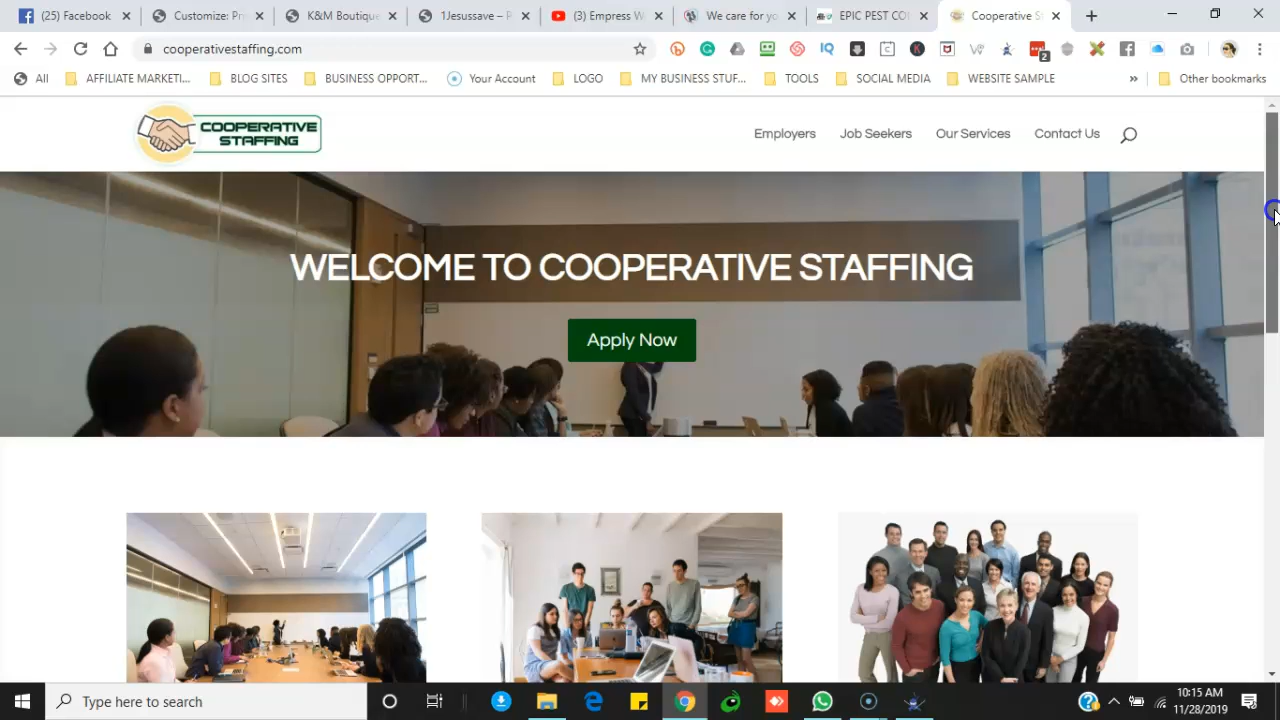 (25) Facebook
Customize: Pr
K&M Boutique
1Jesussave – P
(3) Empress W
We care for yo
EPIC PEST CO
Cooperative S
cooperativestaffing.com
2
All
AFFILIATE MARKETI...
BLOG SITES
BUSINESS OPPORT...
Your Account
LOGO
MY BUSINESS STUF...
TOOLS
SOCIAL MEDIA
WEBSITE SAMPLE
Other bookmarks
COOPERATIVE
STAFFING
Employers
Job Seekers
Our Services
Contact Us
WELCOME TO COOPERATIVE STAFFING
Apply Now
Type here to search
10:15 AM
11/28/2019